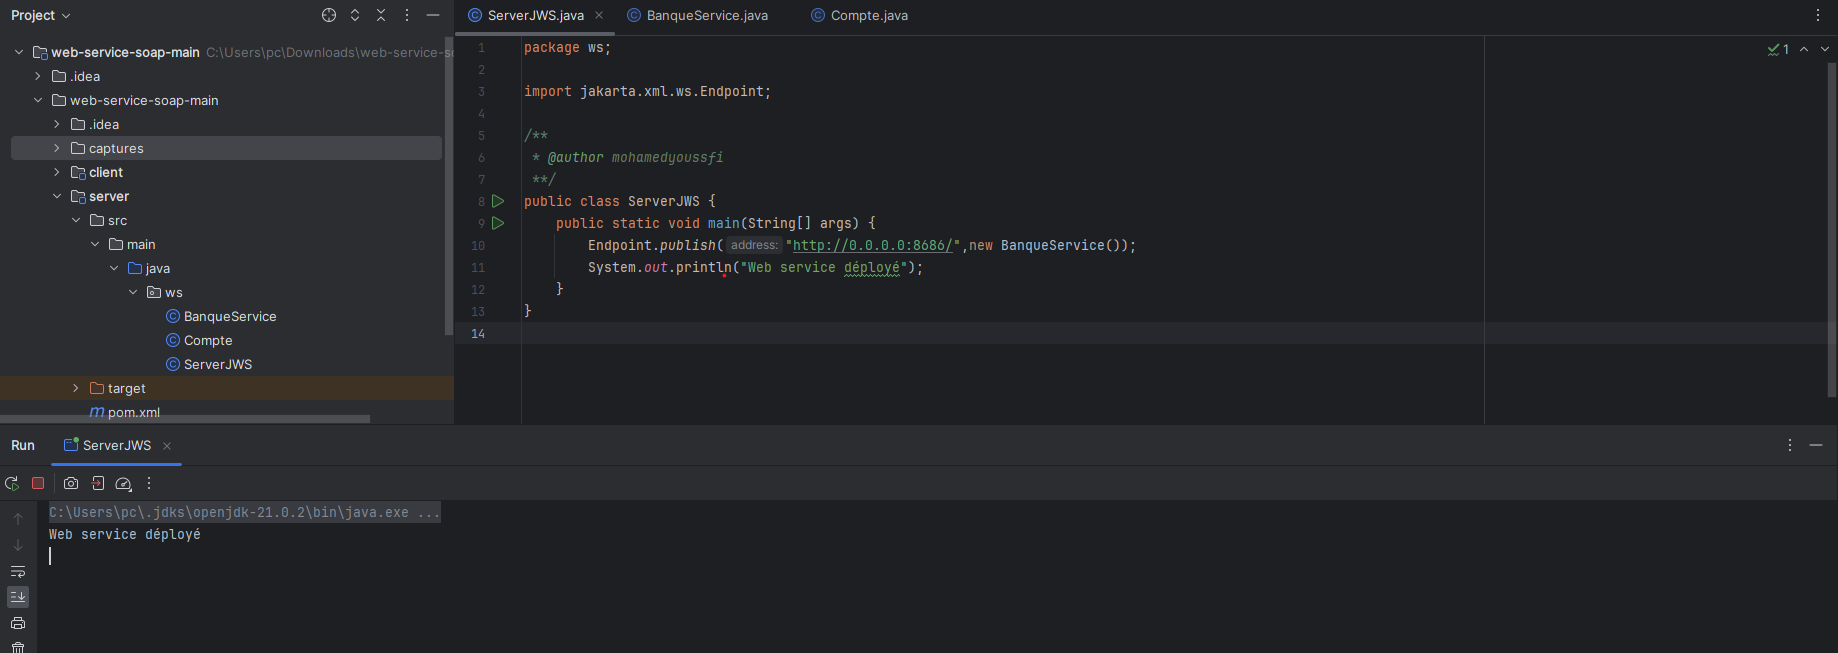 Project
web-service-soap-main C:\Users\pc\Downloads\web-service-so
.idea
web-service-soap-main
.idea
captures
client
server
src
main
java
ws
BanqueService
Compte
ServerJWS
target
pom.xml
ServerJWS.java
BanqueService.java
Compte.java
1
1 package ws;
2
3 import jakarta.xml.ws.Endpoint;
4
5 /**
6 * @author mohamedyoussfi
7 **/
8 public class ServerJWS {
9 public static void main(String[] args) {
10 Endpoint.publish( address: "http://0.0.0.0:8686/",new BanqueService());
11 System.out.println("Web service déployé");
12 }
13 }
14
Run
ServerJWS
C:\Users\pc\.jdks\openjdk-21.0.2\bin\java.exe ...
Web service déployé